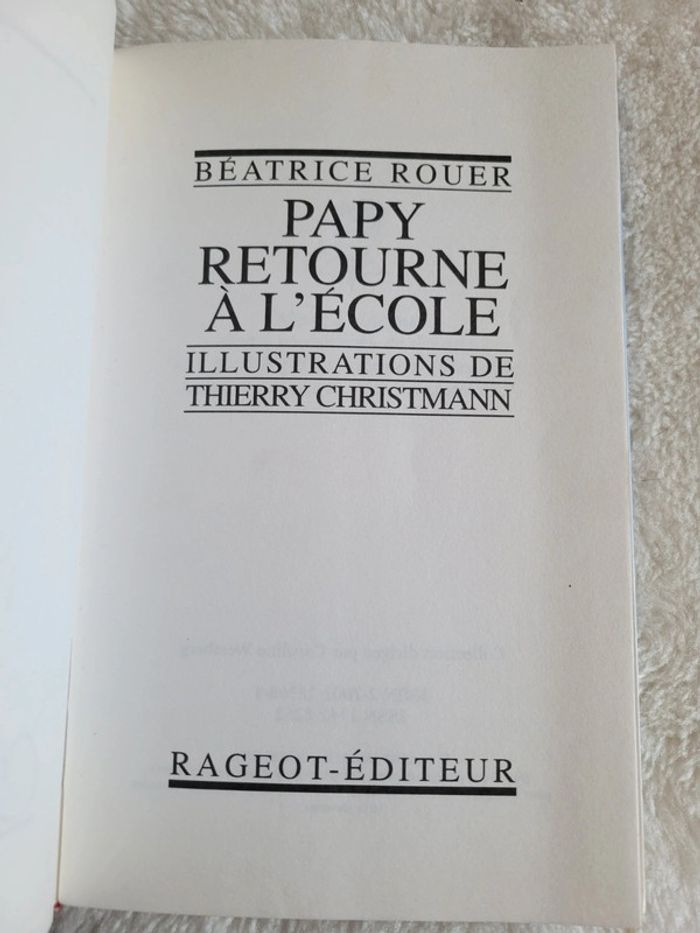 BÉATRICE ROUER
PAPY
RETOURNE
À L'ÉCOLE
ILLUSTRATIONS DE
THIERRY CHRISTMANN
RAGEOT-ÉDITEUR